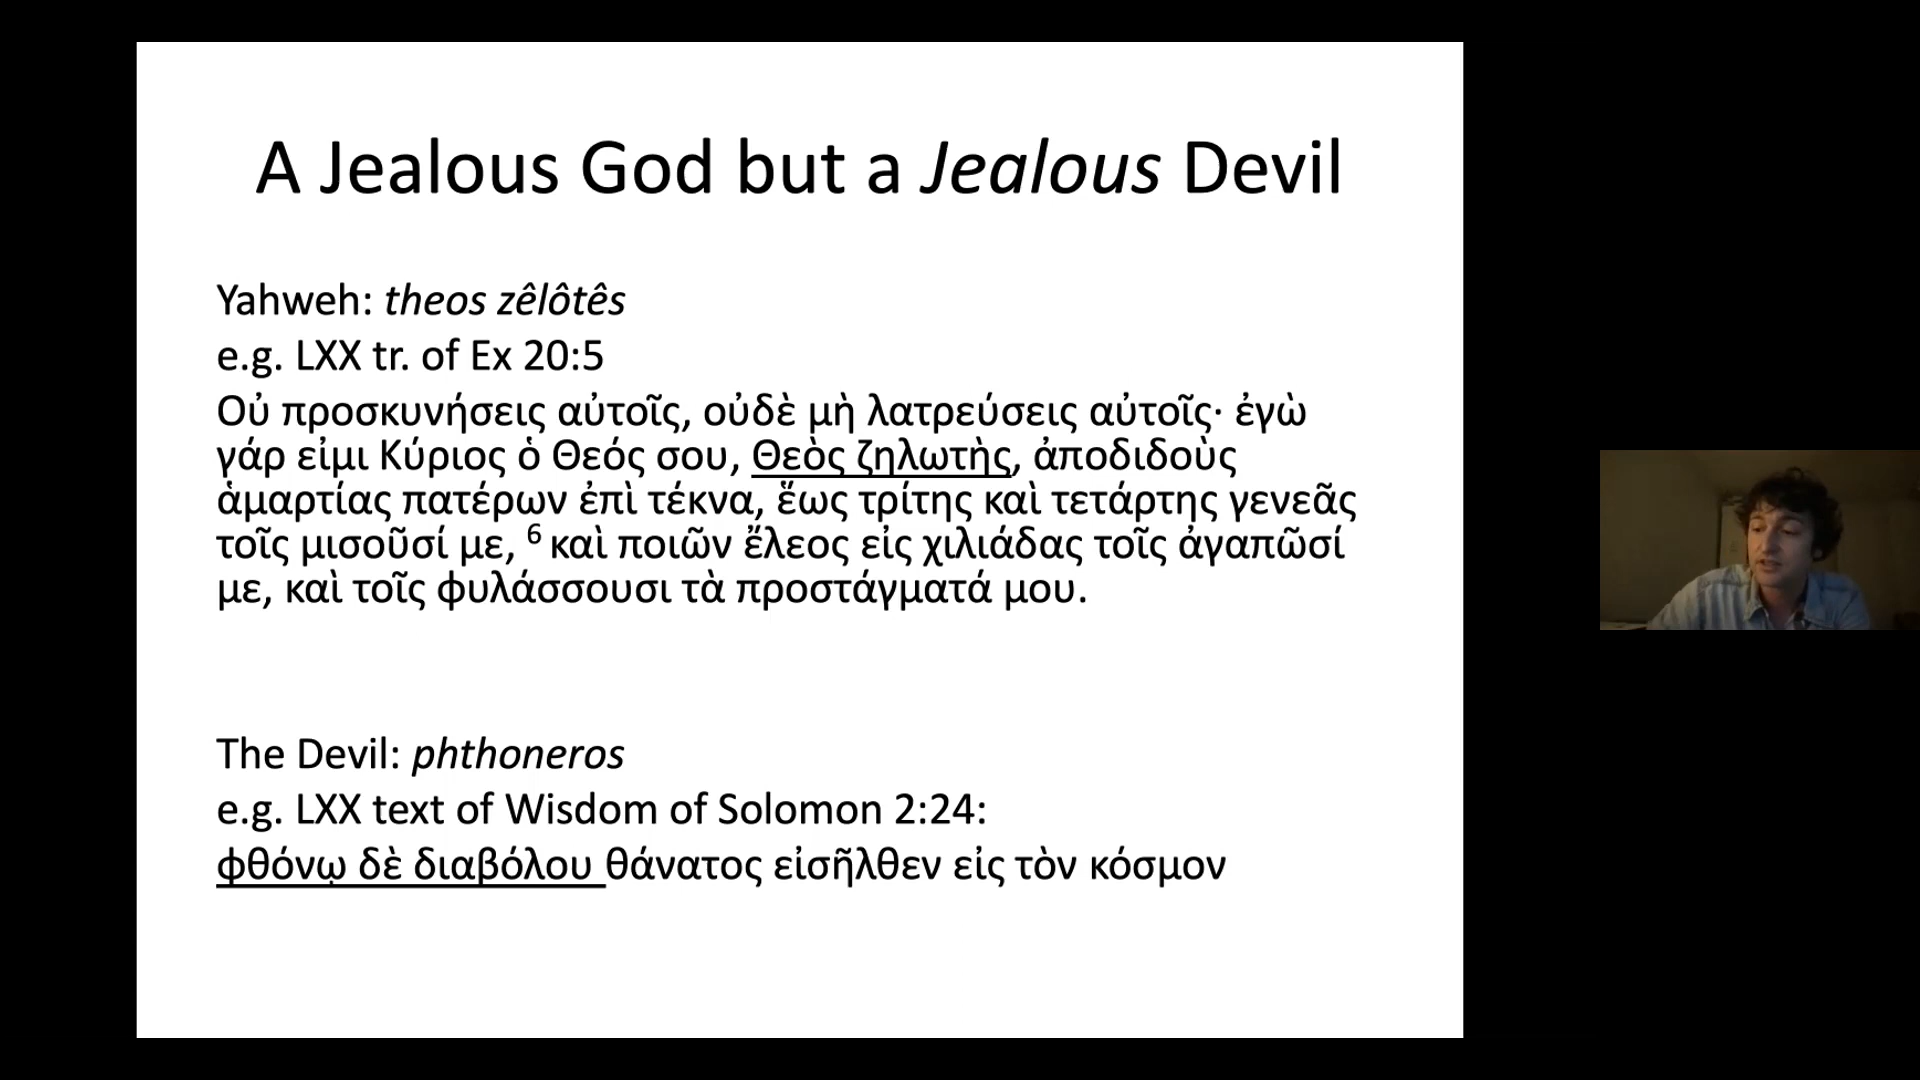 A Jealous God but a Jealous Devil
Yahweh: theos zêlôtês
e.g. LXX tr. of Ex 20:5
Οὐ προσκυνήσεις αὐτοῖς, οὐδὲ μὴ λατρεύσεις αὐτοῖς· ἐγὼ
γάρ εἰμι Κύριος ὁ Θεός σου, Θεὸς ζηλωτὴς, ἀποδιδοὺς
ἁμαρτίας πατέρων ἐπὶ τέκνα, ἕως τρίτης καὶ τετάρτης γενεᾶς
τοῖς μισοῦσί με, 6 καὶ ποιῶν ἔλεος εἰς χιλιάδας τοῖς ἀγαπῶσί
με, καὶ τοῖς φυλάσσουσι τὰ προστάγματά μου.
The Devil: phthoneros
e.g. LXX text of Wisdom of Solomon 2:24:
φθόνῳ δὲ διαβόλου θάνατος εἰσῆλθεν εἰς τὸν κόσμον